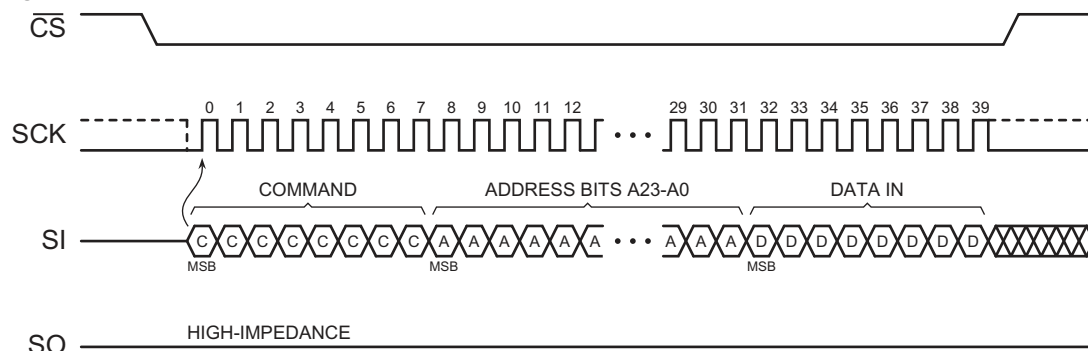 CS
0 1 2 3 4 5 6 7 8 9 10 11 12 29 30 31 32 33 34 35 36 37 38 39
SCK
COMMAND ADDRESS BITS A23-A0 DATA IN
SI C C C C C C C C A A A A A A • • • A A A D D D D D D D D
MSB MSB MSB
HIGH-IMPEDANCE
SO